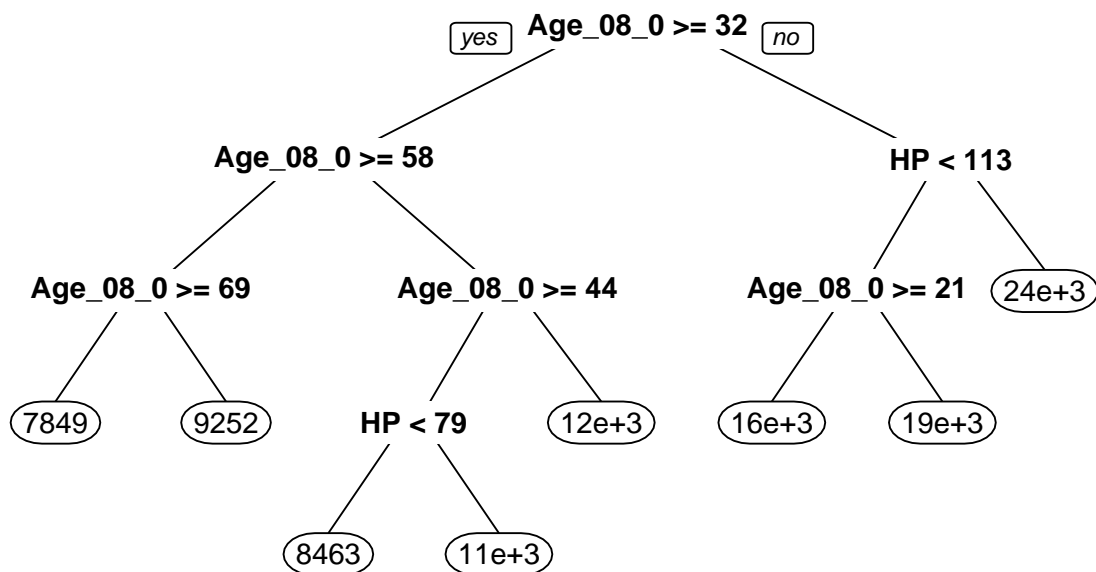 Age_08_0 >= 32
yes
no
Age_08_0 >= 58
HP < 113
Age_08_0 >= 69
Age_08_0 >= 44
Age_08_0 >= 21
24e+3
7849
9252
HP < 79
12e+3
16e+3
19e+3
8463
11e+3